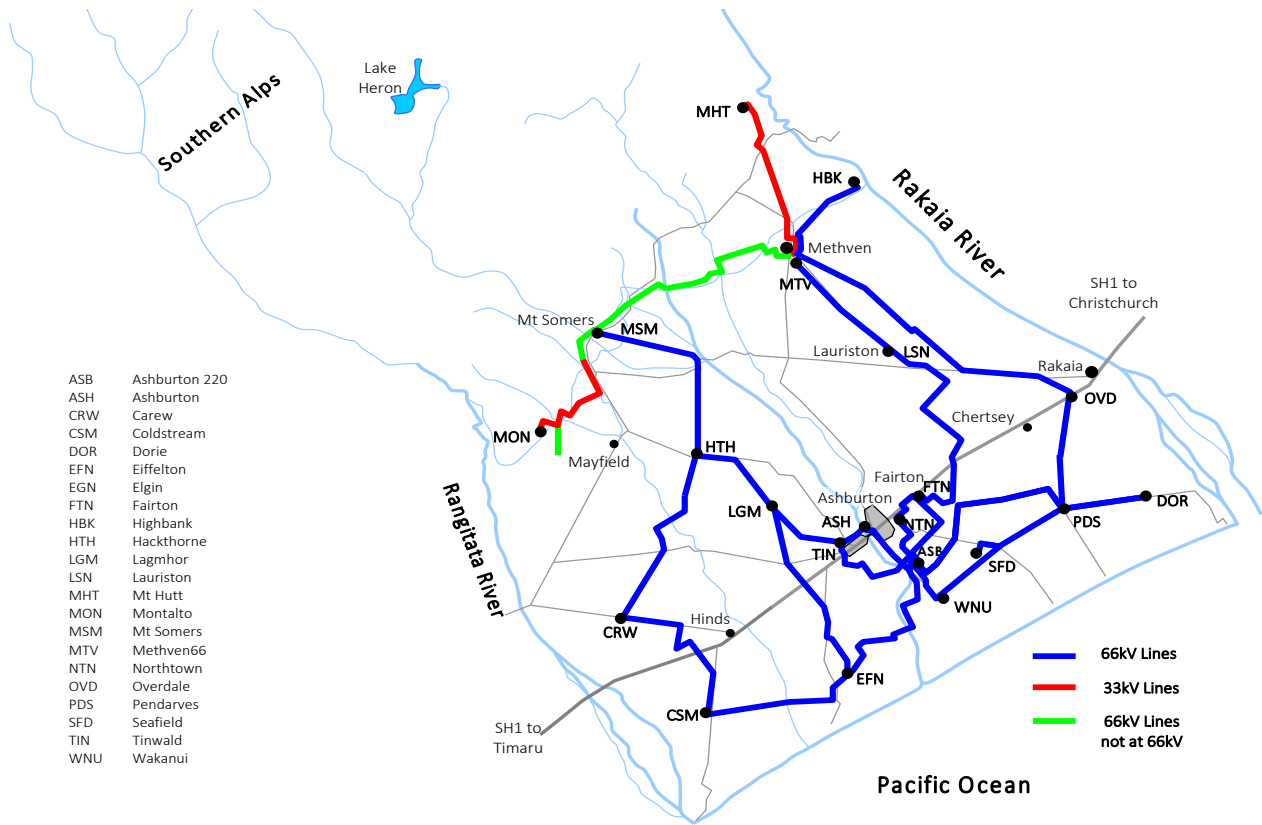 Lake
Heron
Southern Alps
MHT
HBK
Rakaia River
Methven
MTV
SH1 to
Christchurch
Mt Somers
MSM
Lauriston
LSN
Rakaia
OVD
Chertsey
MON
Mayfield
HTH
Fairton
FTN
Ashburton
LGM
ASH
NTN
DOR
PDS
TIN
ASB
SFD
WNU
Rangitata River
CRW
Hinds
EFN
CSM
SH1 to
Timaru
ASB Ashburton 220
ASH Ashburton
CRW Carew
CSM Coldstream
DOR Dorie
EFN Eiffelton
EGN Elgin
FTN Fairton
HBK Highbank
HTH Hackthorne
LGM Lagmhor
LSN Lauriston
MHT Mt Hutt
MON Montalto
MSM Mt Somers
MTV Methven66
NTN Northtown
OVD Overdale
PDS Pendarves
SFD Seafield
TIN Tinwald
WNU Wakanui
66kV Lines
33kV Lines
66kV Lines
not at 66kV
Pacific Ocean